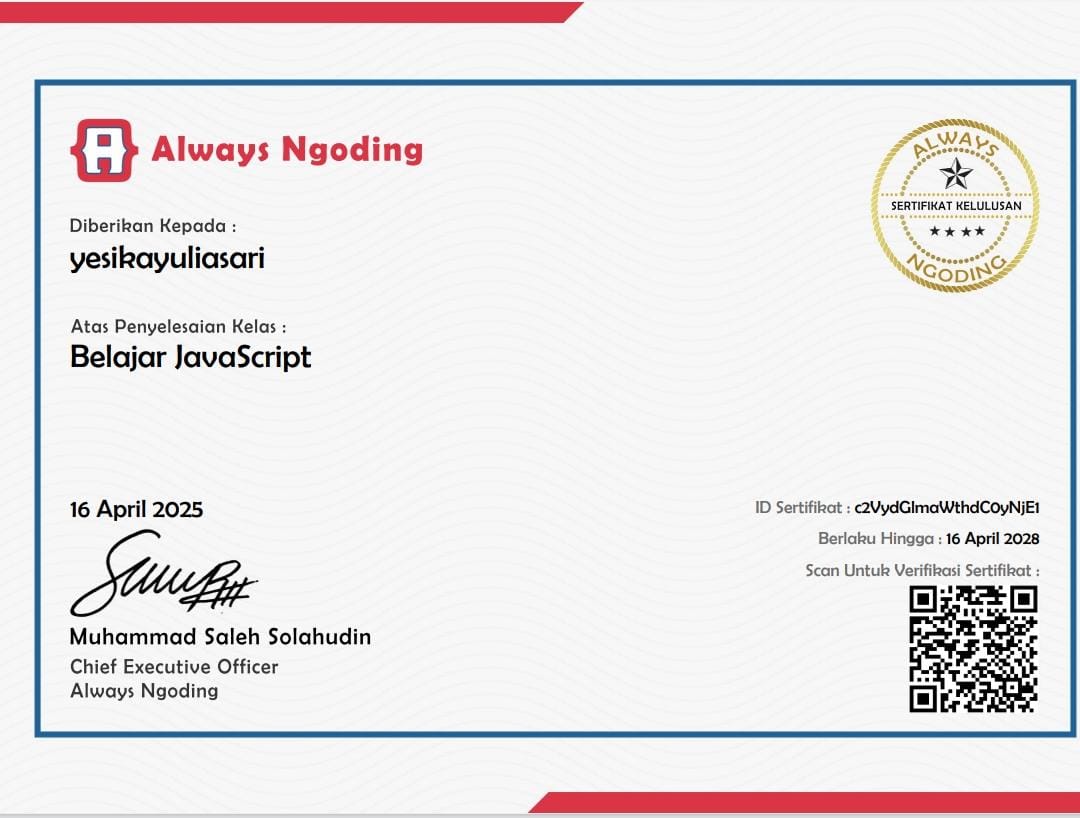 Always Ngoding
ALWAYS
SERTIFIKAT KELULUSAN
NGODING
Diberikan Kepada :
yesikayuliasari
Atas Penyelesaian Kelas :
Belajar JavaScript
16 April 2025
Muhammad Saleh Solahudin
Chief Executive Officer
Always Ngoding
ID Sertifikat : c2VydGlmaWthdC0yNjE1
Berlaku Hingga : 16 April 2028
Scan Untuk Verifikasi Sertifikat :